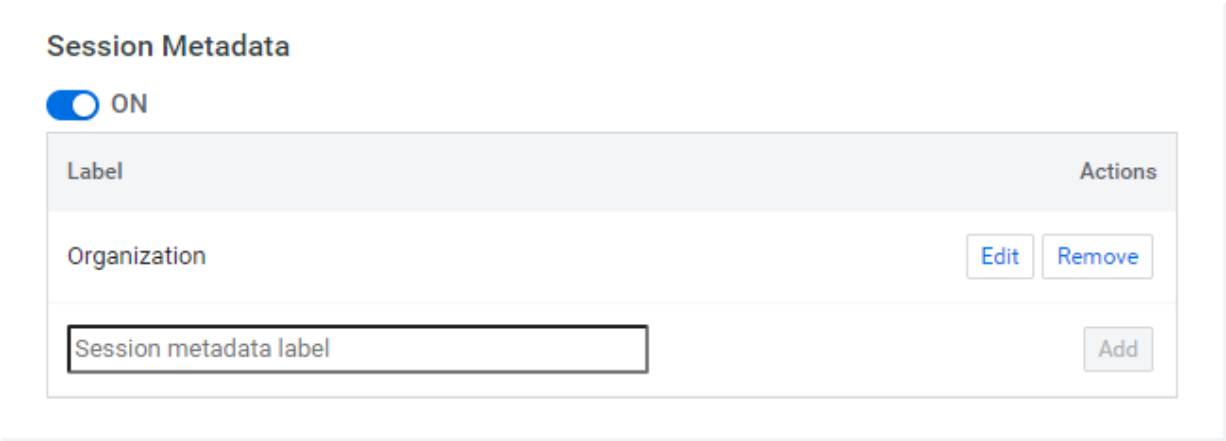 Session Metadata
ON
Label Actions
Organization Edit Remove
Session metadata label Add